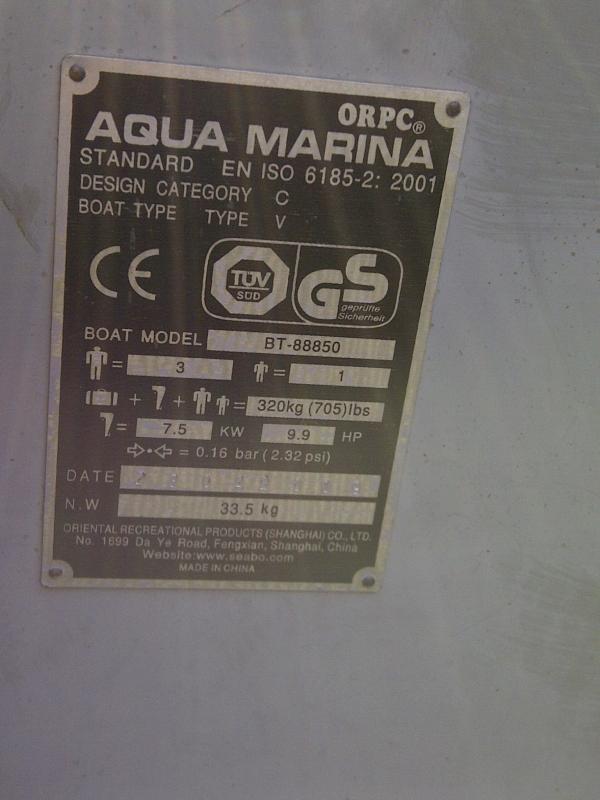 ORPC®
AQUA MARINA
STANDARD EN ISO 6185-2: 2001
DESIGN CATEGORY C
BOAT TYPE TYPE V
CE
TÜV
SÜD
GS
geprüfte
Sicherheit
BOAT MODEL BT-88850
= 3 = 1
+ + = 320kg (705)lbs
= 7.5 KW 9.9 HP
= 0.16 bar (2.32 psi)
DATE
N.W 33.5 kg
ORIENTAL RECREATIONAL PRODUCTS (SHANGHAI) CO., LTD.
No. 1699 Da Ye Road, Fengxian, Shanghai, China
Website:www.seabo.com
MADE IN CHINA